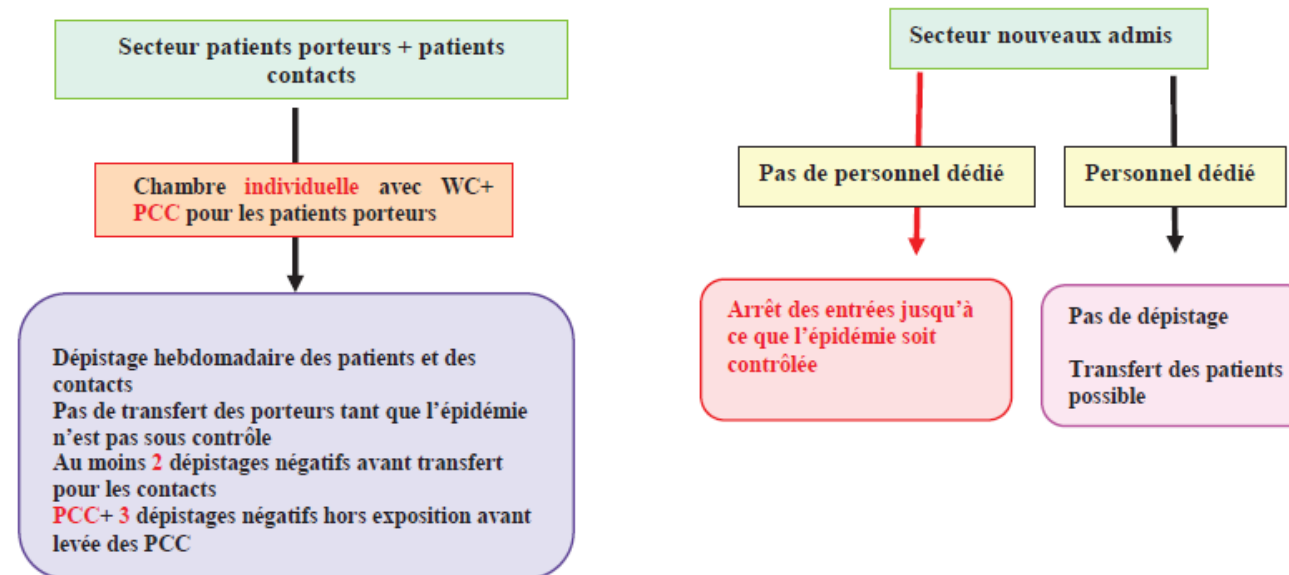 Secteur patients porteurs + patients
contacts
Chambre individuelle avec WC+
PCC pour les patients porteurs
Dépistage hebdomadaire des patients et des
contacts
Pas de transfert des porteurs tant que l’épidémie
n’est pas sous contrôle
Au moins 2 dépistages négatifs avant transfert
pour les contacts
PCC+ 3 dépistages négatifs hors exposition avant
levée des PCC
Secteur nouveaux admis
Pas de personnel dédié
Personnel dédié
Arrêt des entrées jusqu’à
ce que l’épidémie soit
contrôlée
Pas de dépistage
Transfert des patients
possible